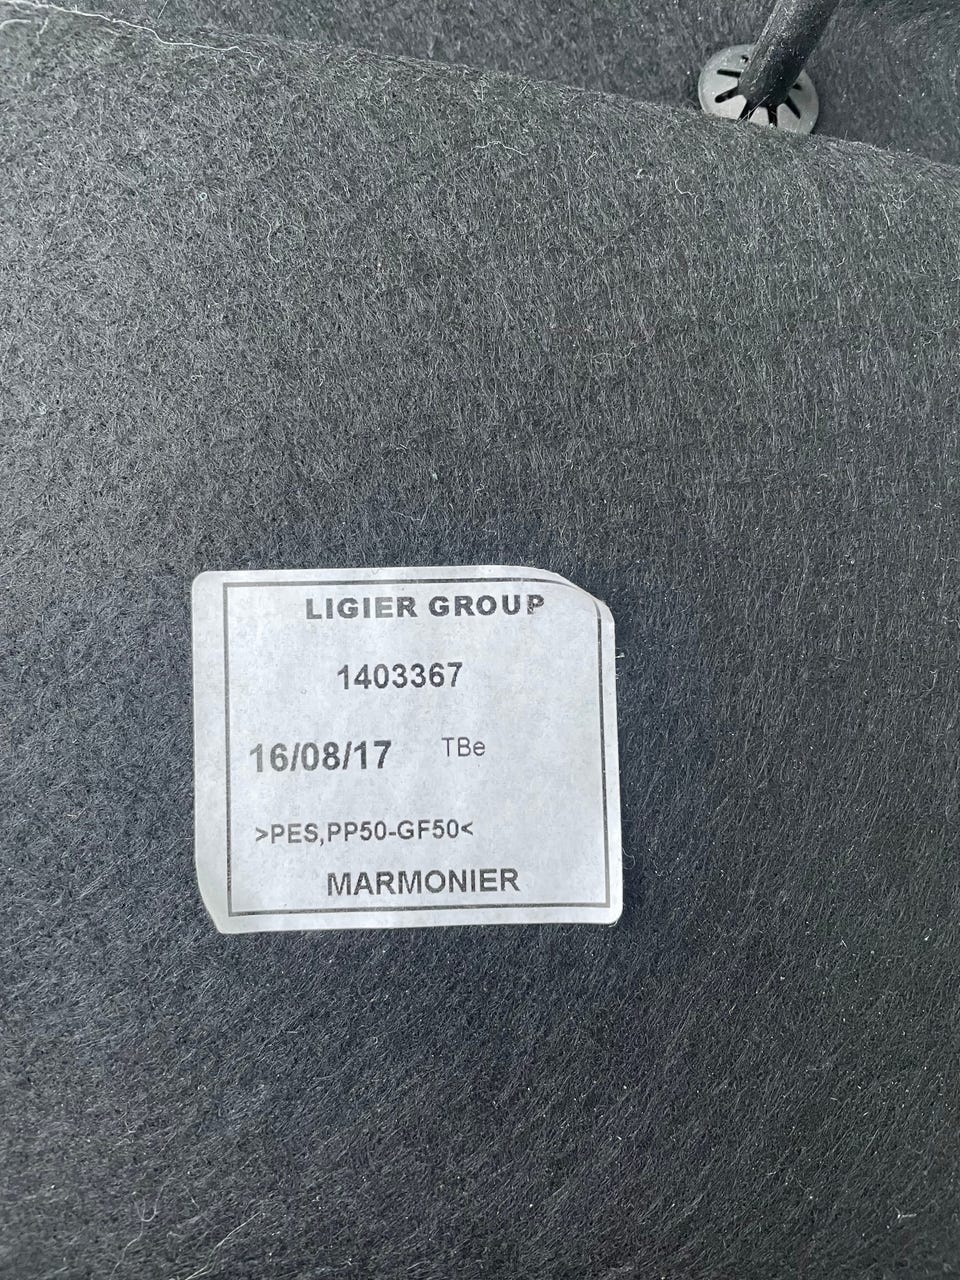 LIGIER GROUP
1403367
16/08/17 TBe
>PES,PP50-GF50<
MARMONIER